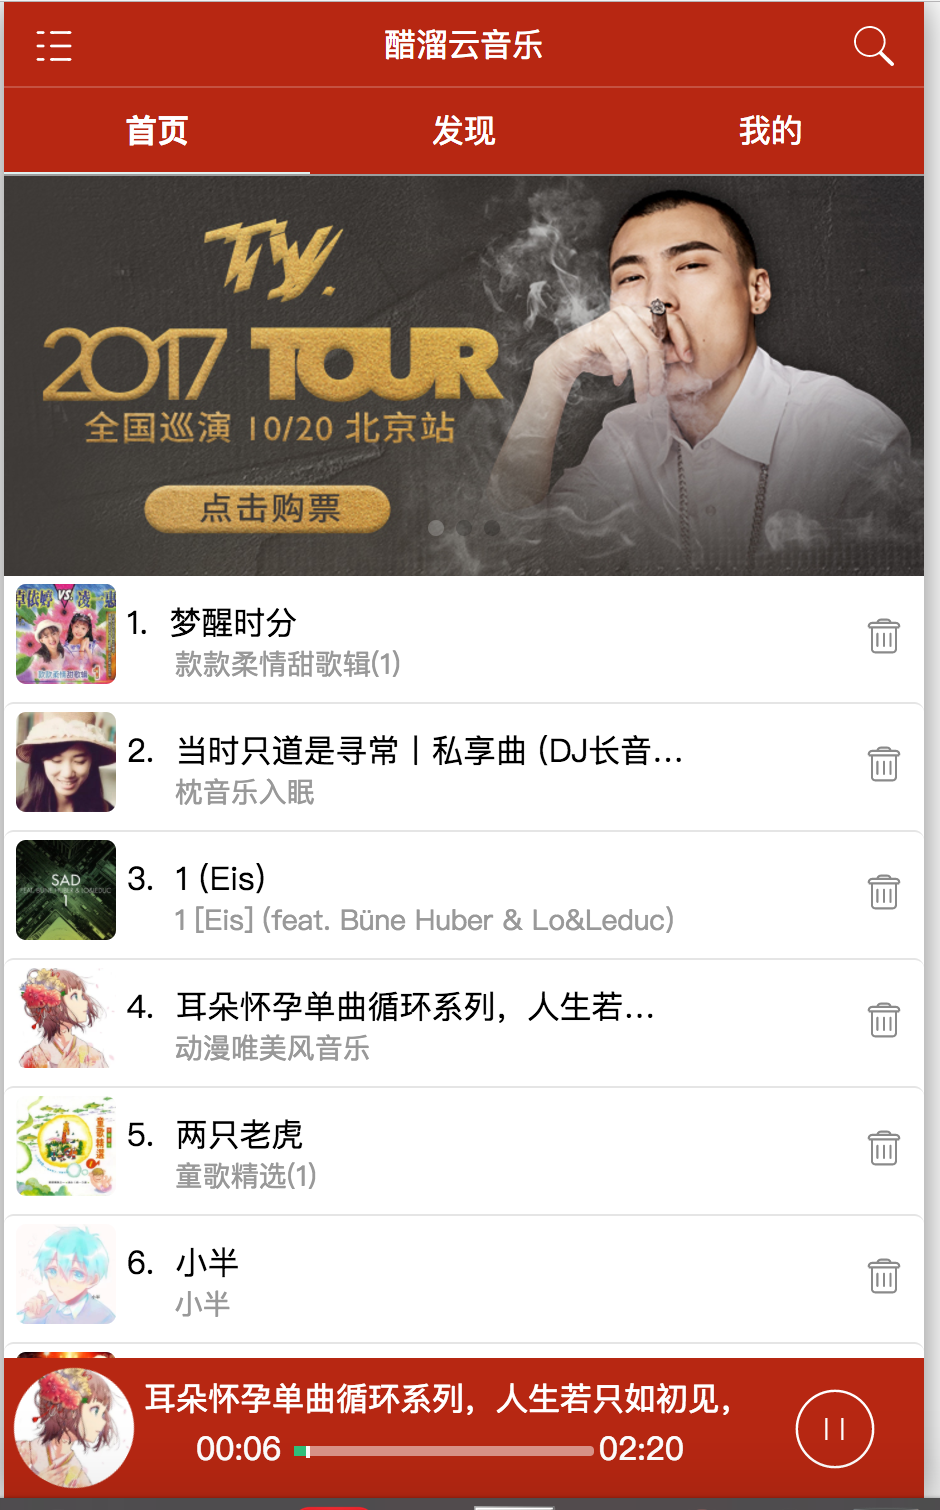 醋溜云音乐
首页 发现 我的
Ty.
2017 TOUR
全国巡演 10/20 北京站
点击购票
1. 梦醒时分
款款柔情甜歌辑(1)
2. 当时只道是寻常丨私享曲 (DJ长音...
枕音乐入眠
SAD
1
3. 1 (Eis)
1 [Eis] (feat. Büne Huber & Lo&Leduc)
4. 耳朵怀孕单曲循环系列，人生若...
动漫唯美风音乐
5. 两只老虎
童歌精选(1)
6. 小半
小半
耳朵怀孕单曲循环系列，人生若只如初见，
00:06 02:20